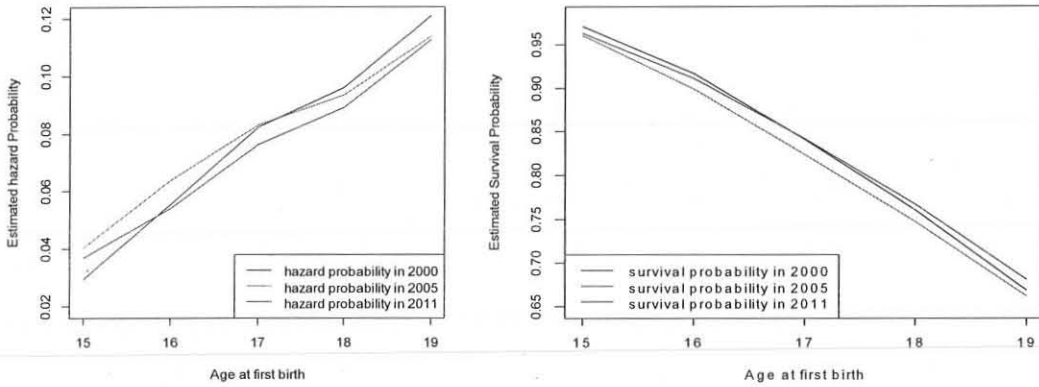 Estimated hazard Probability
0.12
0.10
0.08
0.06
0.04
0.02
hazard probability in 2000
hazard probability in 2005
hazard probability in 2011
15 16 17 18 19
Age at first birth
Estimated Survival Probability
0.95
0.90
0.85
0.80
0.75
0.70
0.65
survival probability in 2000
survival probability in 2005
survival probability in 2011
15 16 17 18 19
Age at first birth